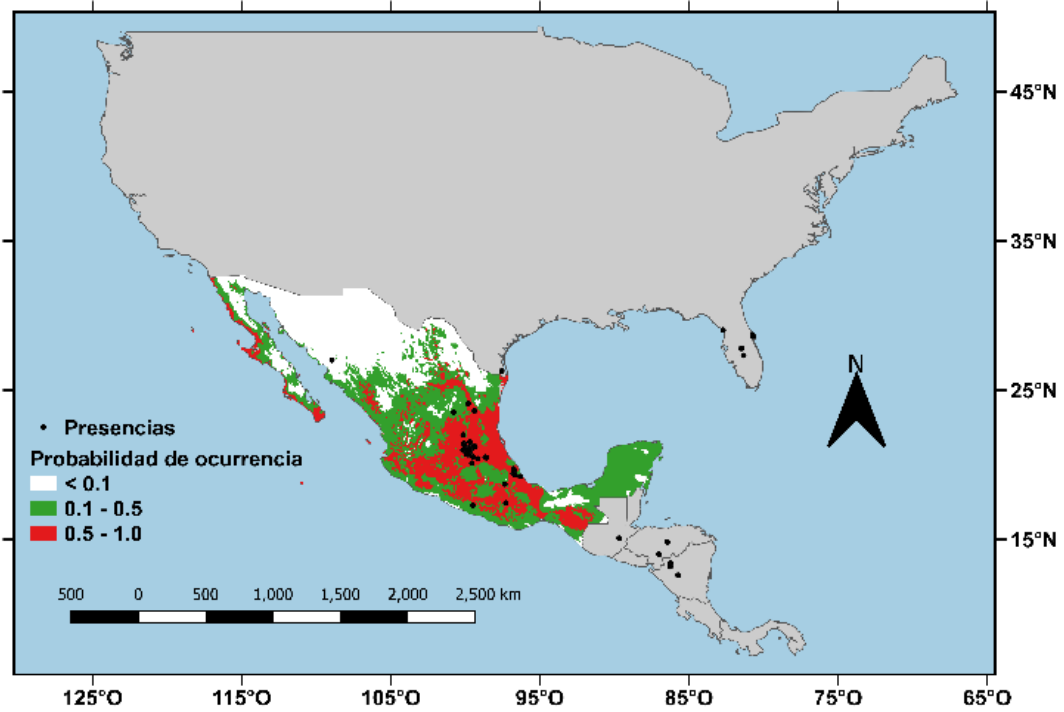 45°N
35°N
25°N
15°N
N
Presencias
Probabilidad de ocurrencia
< 0.1
0.1 - 0.5
0.5 - 1.0
500 0 500 1,000 1,500 2,000 2,500 km
125°O 115°O 105°O 95°O 85°O 75°O 65°O